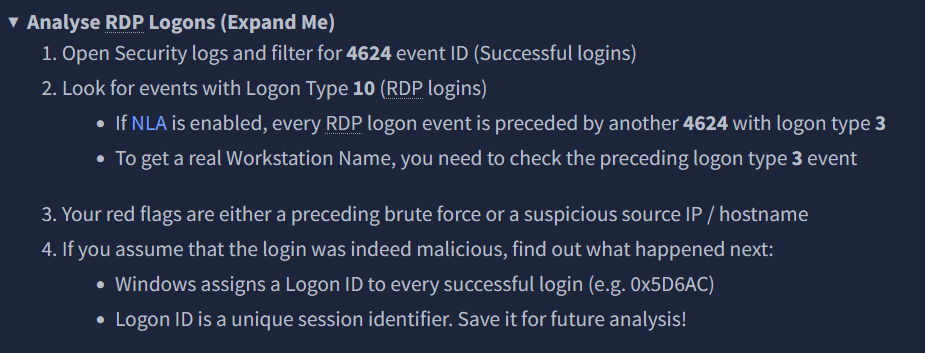 ▼ Analyse RDP Logons (Expand Me)
1. Open Security logs and filter for 4624 event ID (Successful logins)
2. Look for events with Logon Type 10 (RDP logins)
• If NLA is enabled, every RDP logon event is preceded by another 4624 with logon type 3
• To get a real Workstation Name, you need to check the preceding logon type 3 event
3. Your red flags are either a preceding brute force or a suspicious source IP / hostname
4. If you assume that the login was indeed malicious, find out what happened next:
• Windows assigns a Logon ID to every successful login (e.g. 0x5D6AC)
• Logon ID is a unique session identifier. Save it for future analysis!